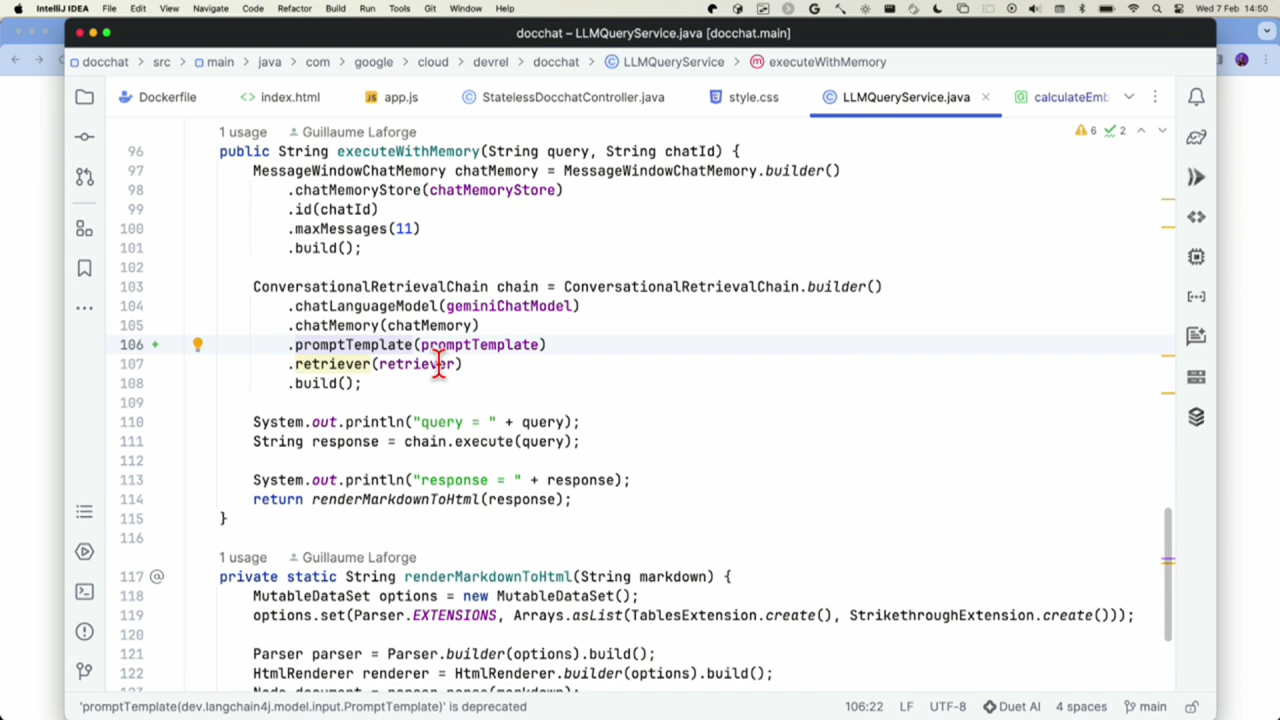 IntelliJ IDEA File Edit View Navigate Code Refactor Build Run Tools Git Window Help Wed 7 Feb 14:50
docchat – LLMQueryService.java [docchat.main]
docchat src main java com google cloud devrel docchat LLMQueryService executeWithMemory
Dockerfile index.html app.js StatelessDocchatController.java style.css LLMQueryService.java calculateEmb
1 usage Guillaume Laforge 6 2
96 public String executeWithMemory(String query, String chatId) {
97 MessageWindowChatMemory chatMemory = MessageWindowChatMemory.builder()
98 .chatMemoryStore(chatMemoryStore)
99 .id(chatId)
100 .maxMessages(11)
101 .build();
102
103 ConversationalRetrievalChain chain = ConversationalRetrievalChain.builder()
104 .chatLanguageModel(geminiChatModel)
105 .chatMemory(chatMemory)
106 .promptTemplate(promptTemplate)
107 .retriever(retriever)
108 .build();
109
110 System.out.println("query = " + query);
111 String response = chain.execute(query);
112
113 System.out.println("response = " + response);
114 return renderMarkdownToHtml(response);
115 }
116
1 usage Guillaume Laforge
117 private static String renderMarkdownToHtml(String markdown) {
118 MutableDataSet options = new MutableDataSet();
119 options.set(Parser.EXTENSIONS, Arrays.asList(TablesExtension.create(), StrikethroughExtension.create()));
120
121 Parser parser = Parser.builder(options).build();
122 HtmlRenderer renderer = HtmlRenderer.builder(options).build();
123 Node document = parser.parse(markdown);
'promptTemplate(dev.langchain4j.model.input.PromptTemplate)' is deprecated 106:22 LF UTF-8 Duet AI 4 spaces main